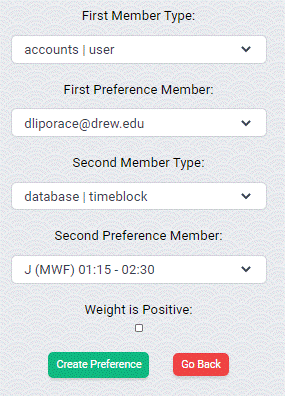 First Member Type:
accounts | user
First Preference Member:
dliporace@drew.edu
Second Member Type:
database | timeblock
Second Preference Member:
J (MWF) 01:15 - 02:30
Weight is Positive:
Create Preference Go Back